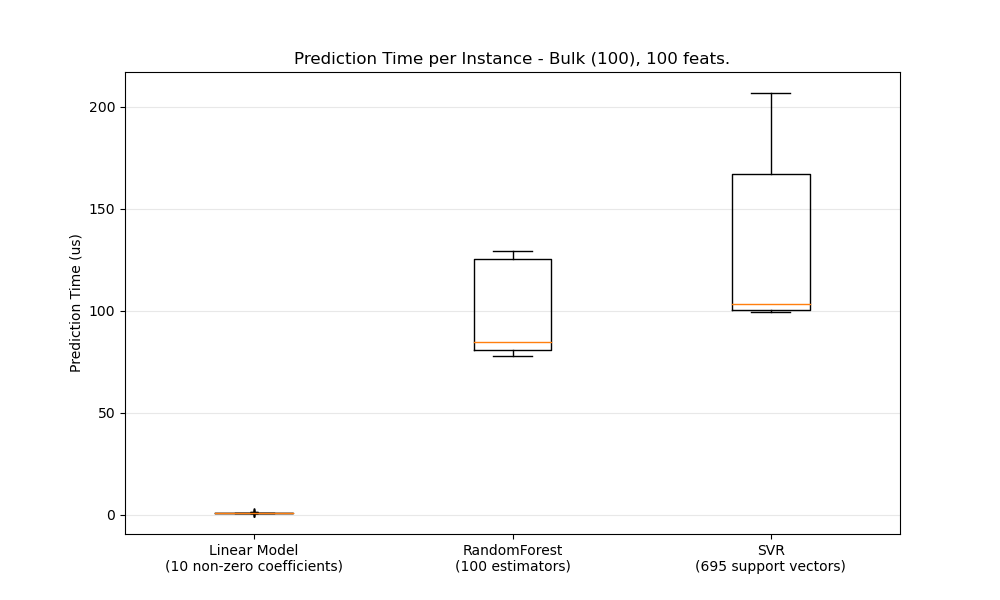 Prediction Time per Instance - Bulk (100), 100 feats.
Prediction Time (us)
200
150
100
50
0
Linear Model
(10 non-zero coefficients)
RandomForest
(100 estimators)
SVR
(695 support vectors)